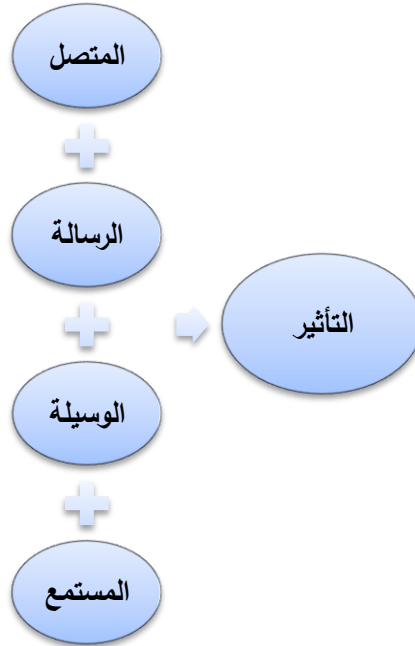 المتصل
الرسالة
الوسيلة
المستمع
التأثير